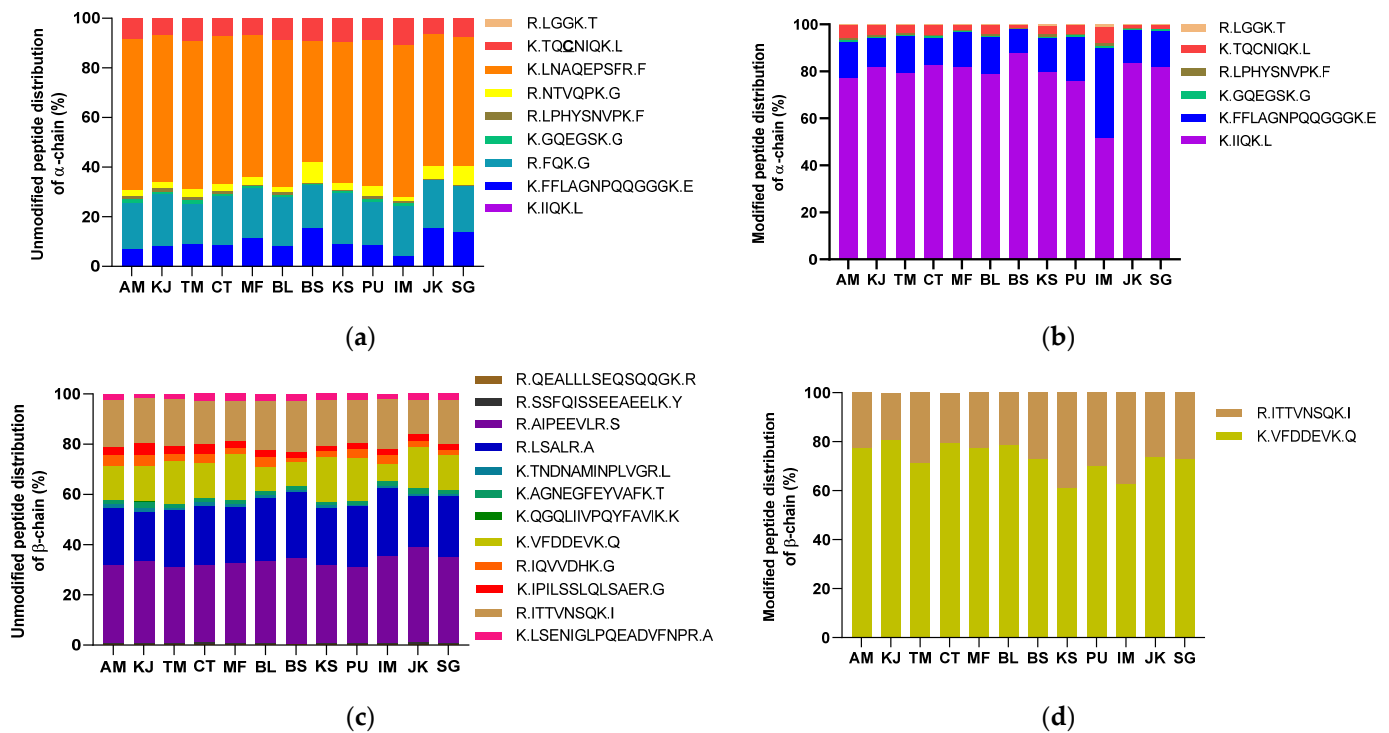 Unmodified peptide distribution
of α-chain (%)
100
80
60
40
20
0
AM KJ TM CT MF BL BS KS PU IM JK SG
R.LGGK.T
K.TQCNIQK.L
K.LNAQEPSFR.F
R.NTVQPK.G
R.LPHYSNVPK.F
K.GQEGSK.G
R.FQK.G
K.FFLAGNPQQGGGK.E
K.IIQK.L
(a)
Modified peptide distribution
of α-chain (%)
100
80
60
40
20
0
AM KJ TM CT MF BL BS KS PU IM JK SG
R.LGGK.T
K.TQCNIQK.L
R.LPHYSNVPK.F
K.GQEGSK.G
K.FFLAGNPQQGGGK.E
K.IIQK.L
(b)
Unmodified peptide distribution
of β-chain (%)
100
80
60
40
20
0
AM KJ TM CT MF BL BS KS PU IM JK SG
R.QEALLLSEQSQQGK.R
R.SSFQISSEEAEELK.Y
R.AIPEEVLR.S
R.LSALR.A
K.TNDNAMINPLVGR.L
K.AGNEGFEYVAFK.T
K.QGQLIIVPQYFAVIK.K
K.VFDDEVK.Q
R.IQVVDHK.G
K.IPILSSLQLSAER.G
R.ITTVNSQK.I
K.LSENIGLPQEADVFNPR.A
(c)
Modified peptide distribution
of β-chain (%)
100
80
60
40
20
0
AM KJ TM CT MF BL BS KS PU IM JK SG
R.ITTVNSQK.I
K.VFDDEVK.Q
(d)